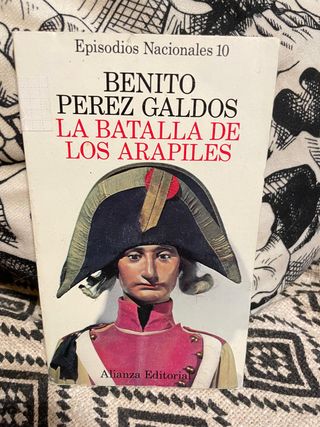 Episodios Nacionales 10
BENITO
PEREZ GALDOS
LA BATALLA DE
LOS ARAPILES
Alianza Editorial